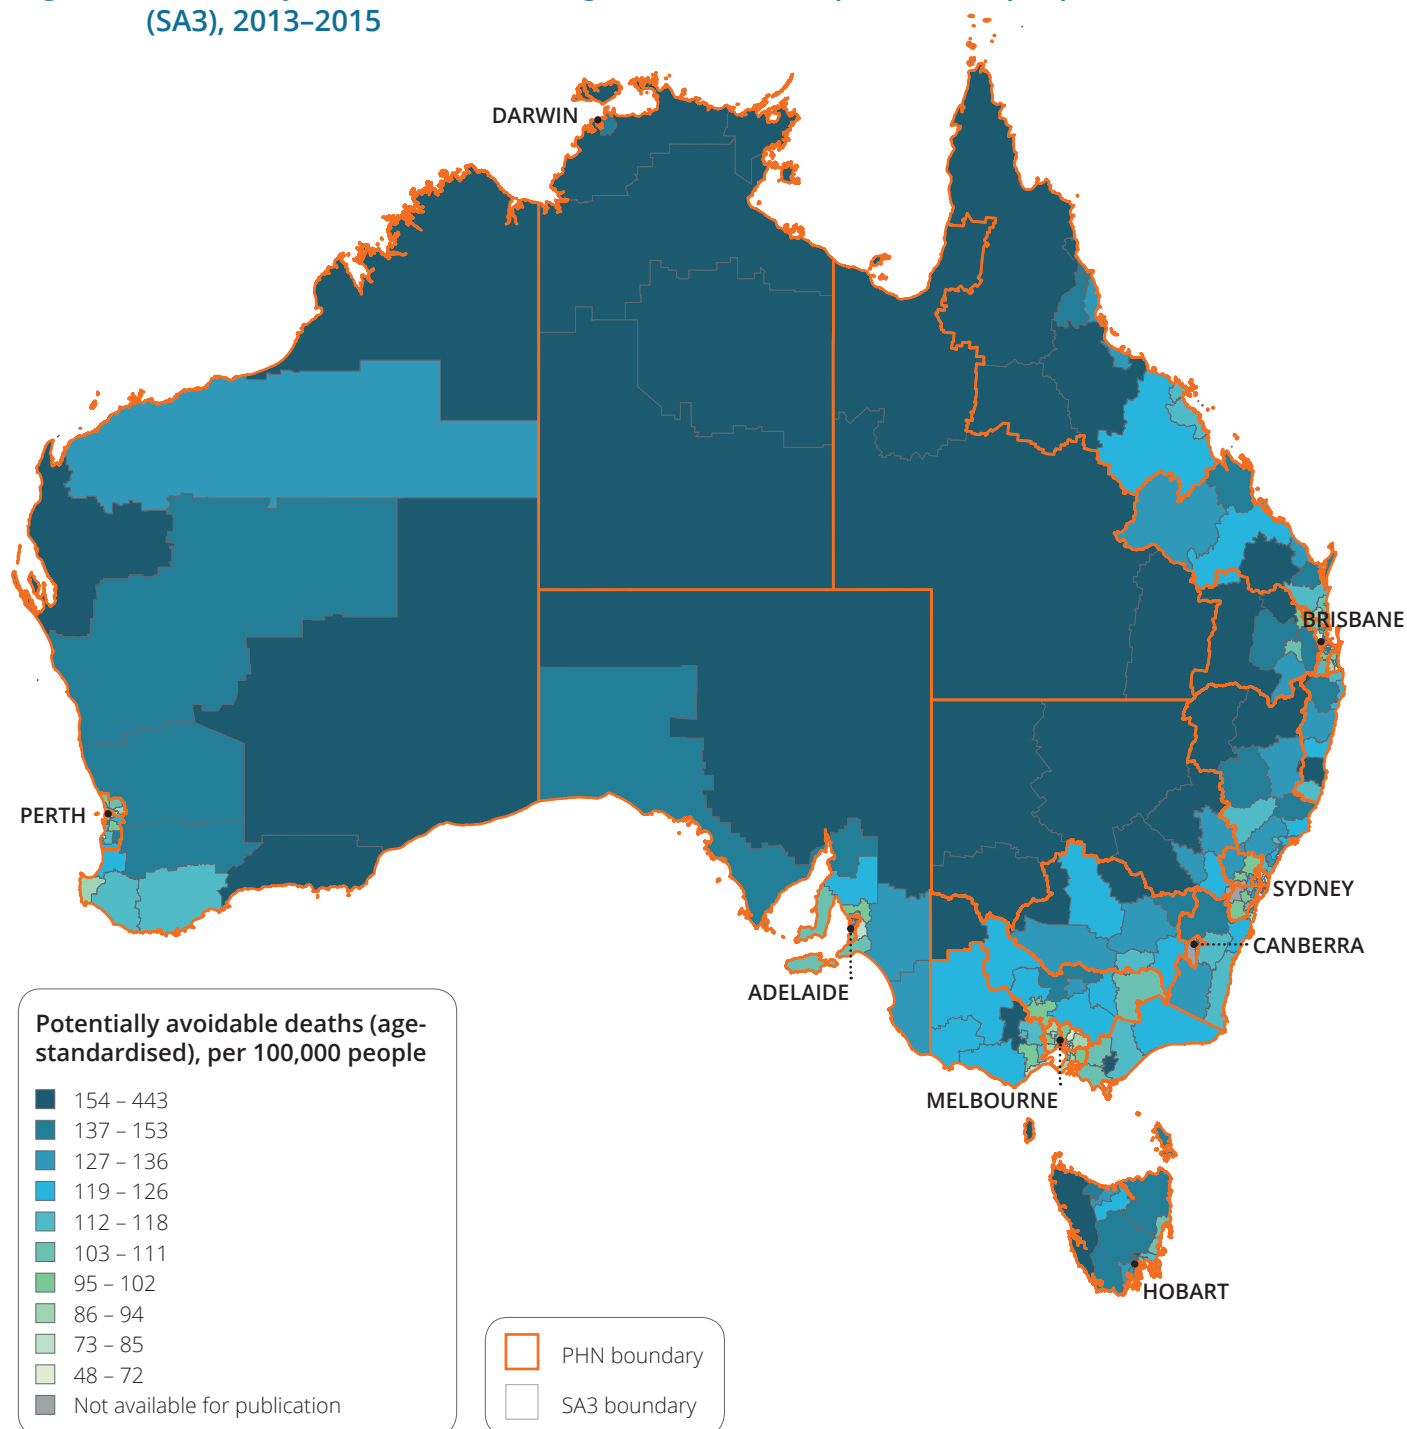 (SA3), 2013–2015
DARWIN
BRISBANE
PERTH
SYDNEY
CANBERRA
ADELAIDE
MELBOURNE
HOBART
Potentially avoidable deaths (age-
standardised), per 100,000 people
154 – 443
137 – 153
127 – 136
119 – 126
112 – 118
103 – 111
95 – 102
86 – 94
73 – 85
48 – 72
Not available for publication
PHN boundary
SA3 boundary